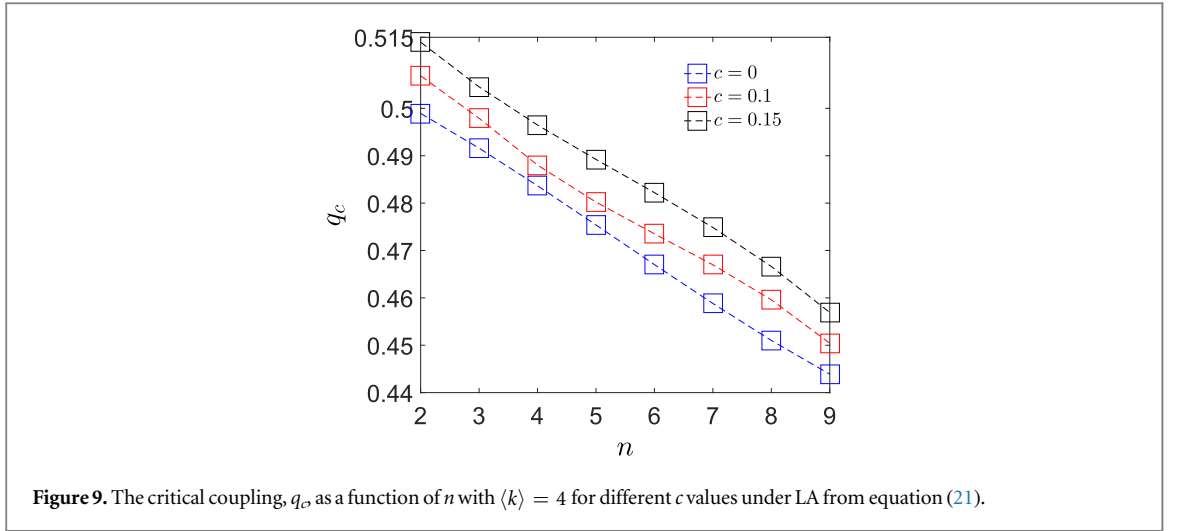 0.515
0.5
0.49
0.48
0.47
0.46
0.45
0.44
q_c
c = 0
c = 0.1
c = 0.15
2 3 4 5 6 7 8 9
n
Figure 9. The critical coupling, q_c, as a function of n with ⟨k⟩ = 4 for different c values under LA from equation (21).